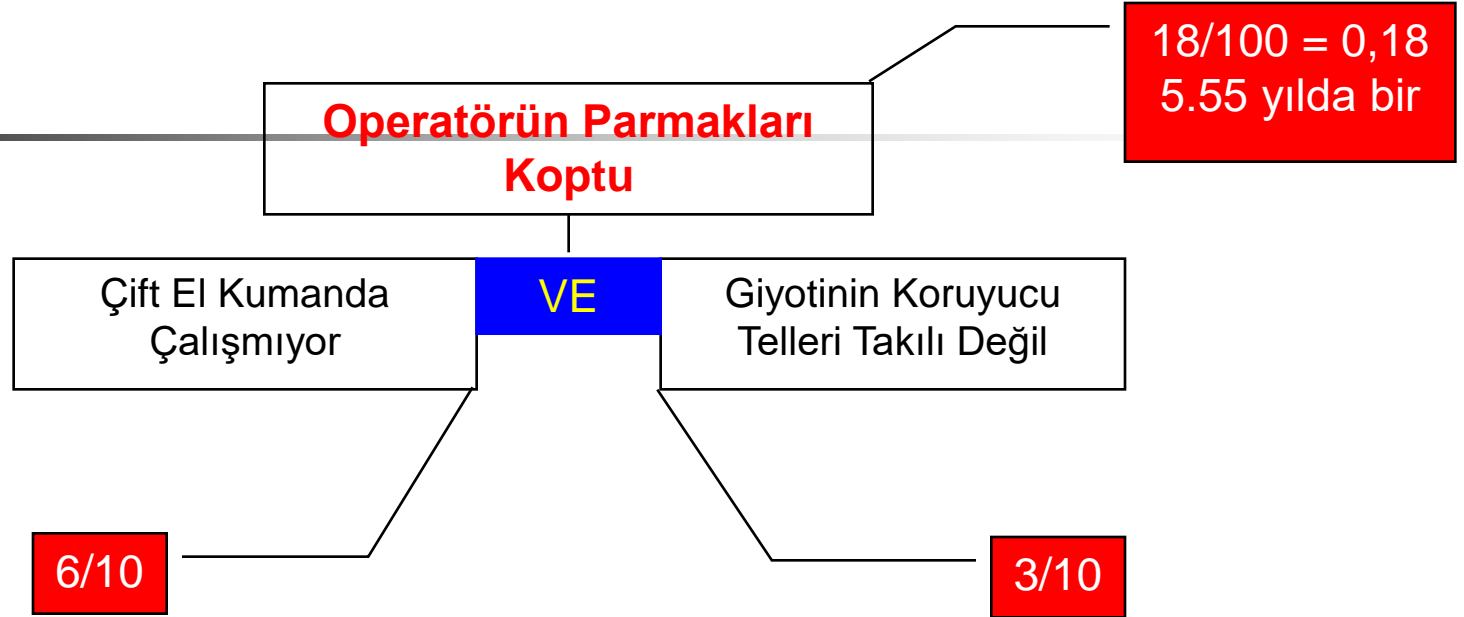 18/100 = 0,18
5.55 yılda bir
Operatörün Parmakları
Koptu
Çift El Kumanda
Çalışmıyor
VE
Giyotinin Koruyucu
Telleri Takılı Değil
6/10
3/10